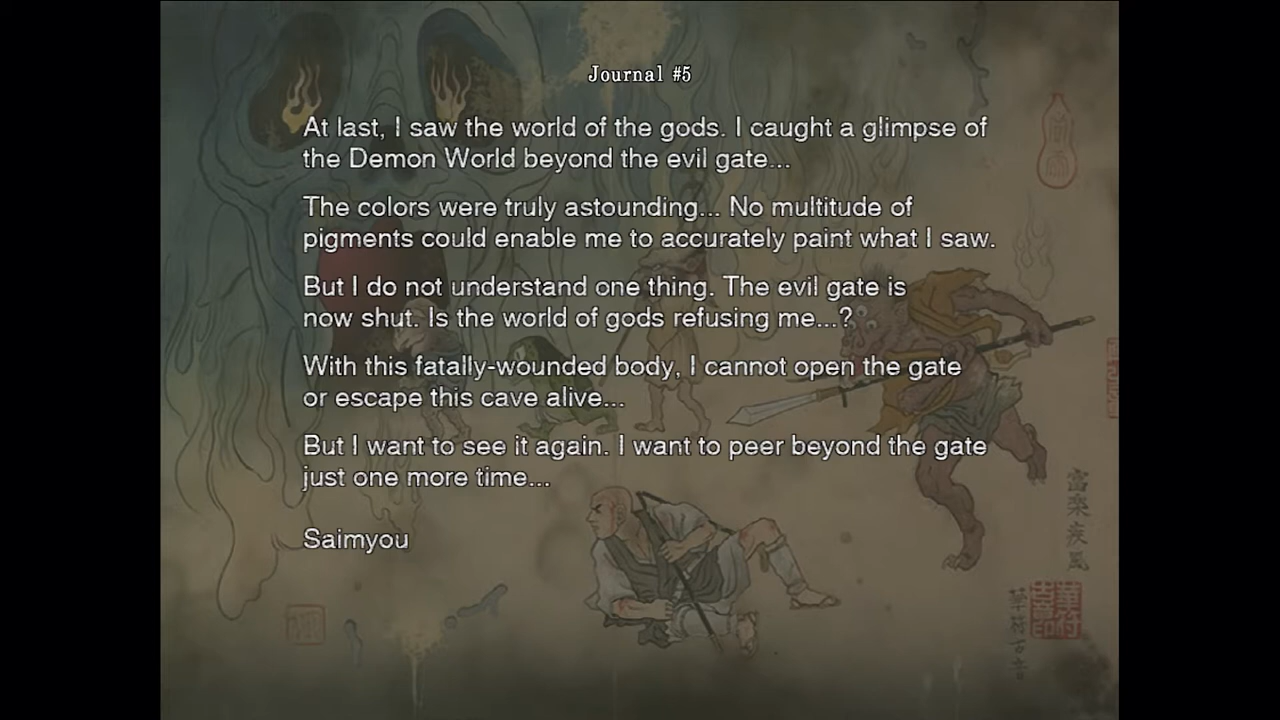 Journal #5
At last, I saw the world of the gods. I caught a glimpse of
the Demon World beyond the evil gate...
The colors were truly astounding... No multitude of
pigments could enable me to accurately paint what I saw.
But I do not understand one thing. The evil gate is
now shut. Is the world of gods refusing me...?
With this fatally-wounded body, I cannot open the gate
or escape this cave alive...
But I want to see it again. I want to peer beyond the gate
just one more time...
Saimyou